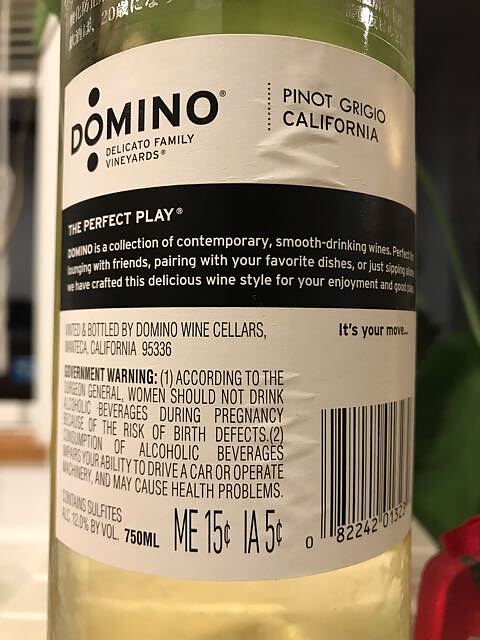 20歳にな
DOMINO®
DELICATO FAMILY
VINEYARDS®
PINOT GRIGIO
CALIFORNIA
THE PERFECT PLAY®
DOMINO is a collection of contemporary, smooth-drinking wines. Perfect for
lounging with friends, pairing with your favorite dishes, or just sipping
we have crafted this delicious wine style for your enjoyment and good
VINTED & BOTTLED BY DOMINO WINE CELLARS,
MANTECA, CALIFORNIA 95336
It's your move...
GOVERNMENT WARNING: (1) ACCORDING TO THE
SURGEON GENERAL, WOMEN SHOULD NOT DRINK
ALCOHOLIC BEVERAGES DURING PREGNANCY
BECAUSE OF THE RISK OF BIRTH DEFECTS.(2)
CONSUMPTION OF ALCOHOLIC BEVERAGES
IMPAIRS YOUR ABILITY TO DRIVE A CAR OR OPERATE
MACHINERY, AND MAY CAUSE HEALTH PROBLEMS.
CONTAINS SULFITES
ALC. 12.0% BY VOL. 750ML ME 15¢ IA 5¢
0 82242 01329